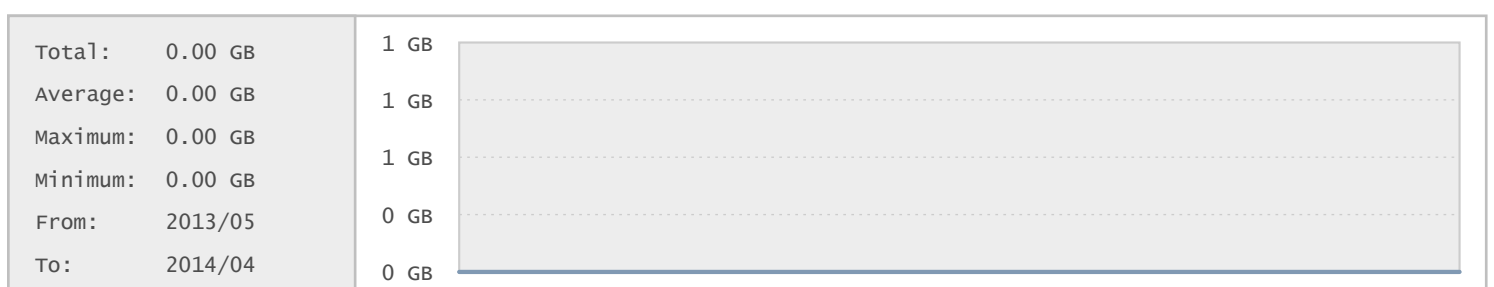 Total: 0.00 GB
Average: 0.00 GB
Maximum: 0.00 GB
Minimum: 0.00 GB
From: 2013/05
To: 2014/04
1 GB
1 GB
1 GB
0 GB
0 GB